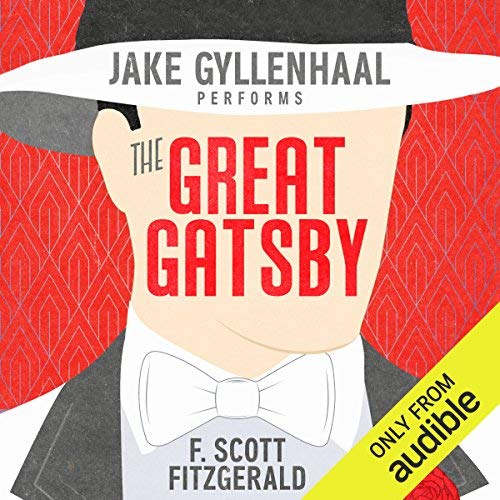 JAKE GYLLENHAAL
PERFORMS
THE
GREAT
GATSBY
F. SCOTT
FITZGERALD
ONLY FROM
audible